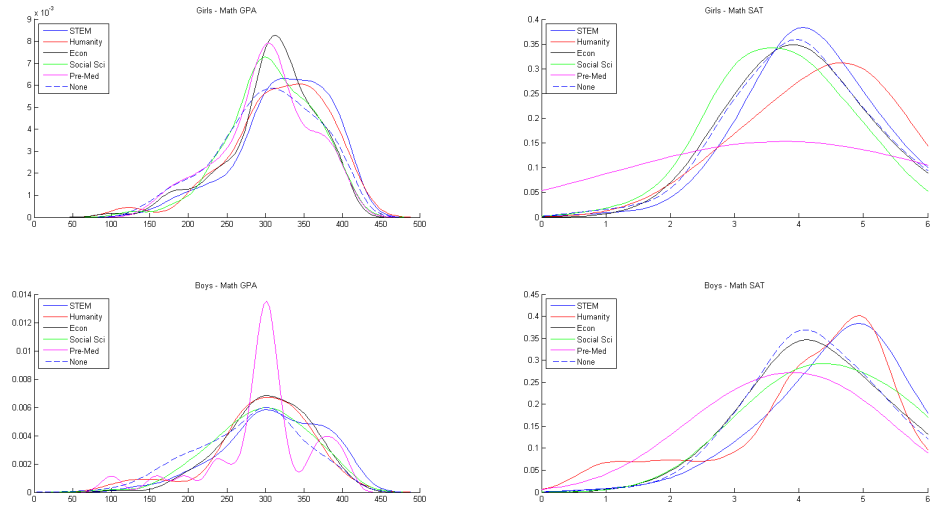 Girls - Math GPA
9 x 10⁻³
8
7
6
5
4
3
2
1
0
0 50 100 150 200 250 300 350 400 450 500
STEM
Humanity
Econ
Social Sci
Pre-Med
None
Girls - Math SAT
0.4
0.35
0.3
0.25
0.2
0.15
0.1
0.05
0
0 1 2 3 4 5 6
STEM
Humanity
Econ
Social Sci
Pre-Med
None
Boys - Math GPA
0.014
0.012
0.01
0.008
0.006
0.004
0.002
0
0 50 100 150 200 250 300 350 400 450 500
STEM
Humanity
Econ
Social Sci
Pre-Med
None
Boys - Math SAT
0.45
0.4
0.35
0.3
0.25
0.2
0.15
0.1
0.05
0
0 1 2 3 4 5 6
STEM
Humanity
Econ
Social Sci
Pre-Med
None